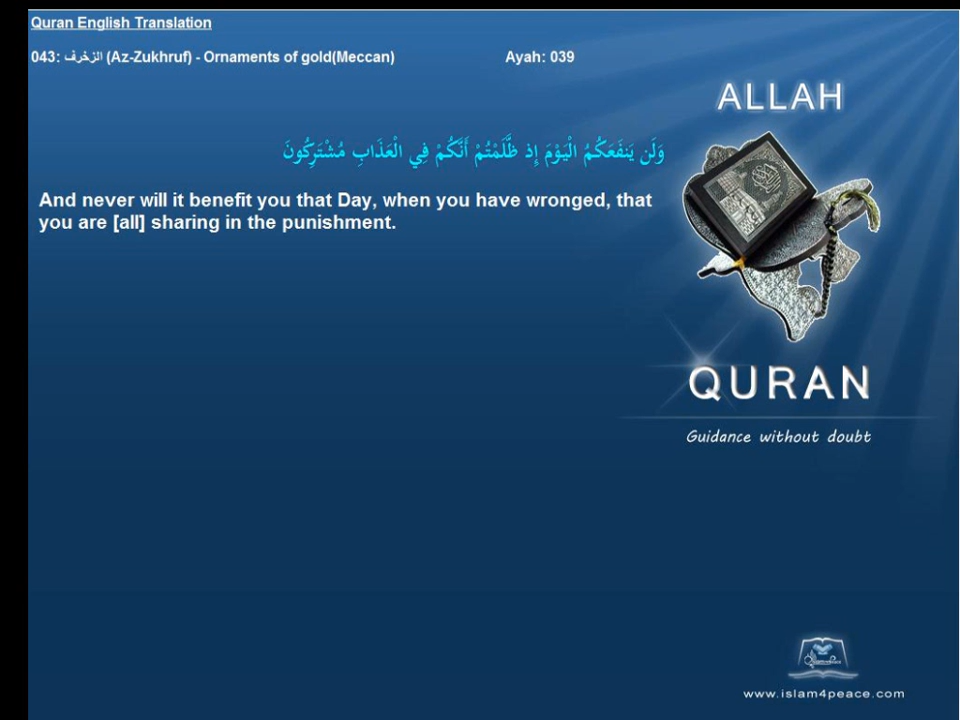 Quran English Translation
043: الزخرف (Az-Zukhruf) - Ornaments of gold(Meccan) Ayah: 039
ALLAH
وَلَن يَنفَعَكُمُ الْيَوْمَ إِذ ظَّلَمْتُمْ أَنَّكُمْ فِي الْعَذَابِ مُشْتَرِكُونَ
And never will it benefit you that Day, when you have wronged, that
you are [all] sharing in the punishment.
QURAN
Guidance without doubt
www.islam4peace.com